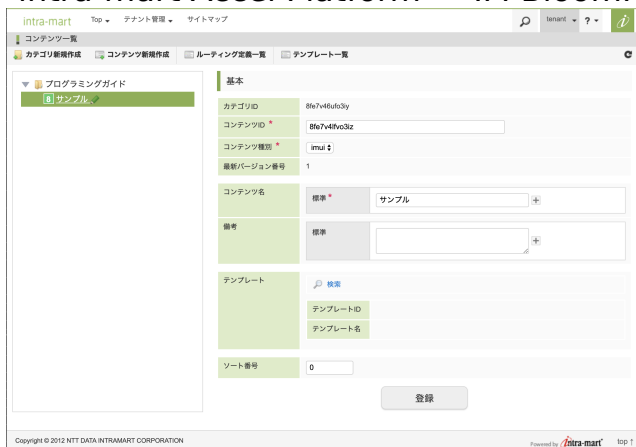 intra-mart Top テナント管理 サイトマップ tenant ?
コンテンツ一覧
カテゴリ新規作成 コンテンツ新規作成 ルーティング定義一覧 テンプレート一覧
プログラミングガイド
8 サンプル
基本
カテゴリID 8fe7v46ufo3iy
コンテンツID * 8fe7v4lfvo3iz
コンテンツ種別 * imui
最新バージョン番号 1
コンテンツ名 標準 * サンプル
備考 標準
テンプレート 検索
テンプレートID
テンプレート名
ソート番号 0
登録
Copyright © 2012 NTT DATA INTRAMART CORPORATION Powered by intra-mart top ↑